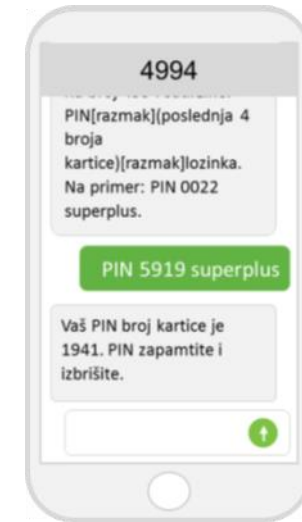 4994
PIN[razmak](poslednja 4
broja
kartice)[razmak]lozinka.
Na primer: PIN 0022
superplus.
PIN 5919 superplus
Vaš PIN broj kartice je
1941. PIN zapamtite i
izbrišite.